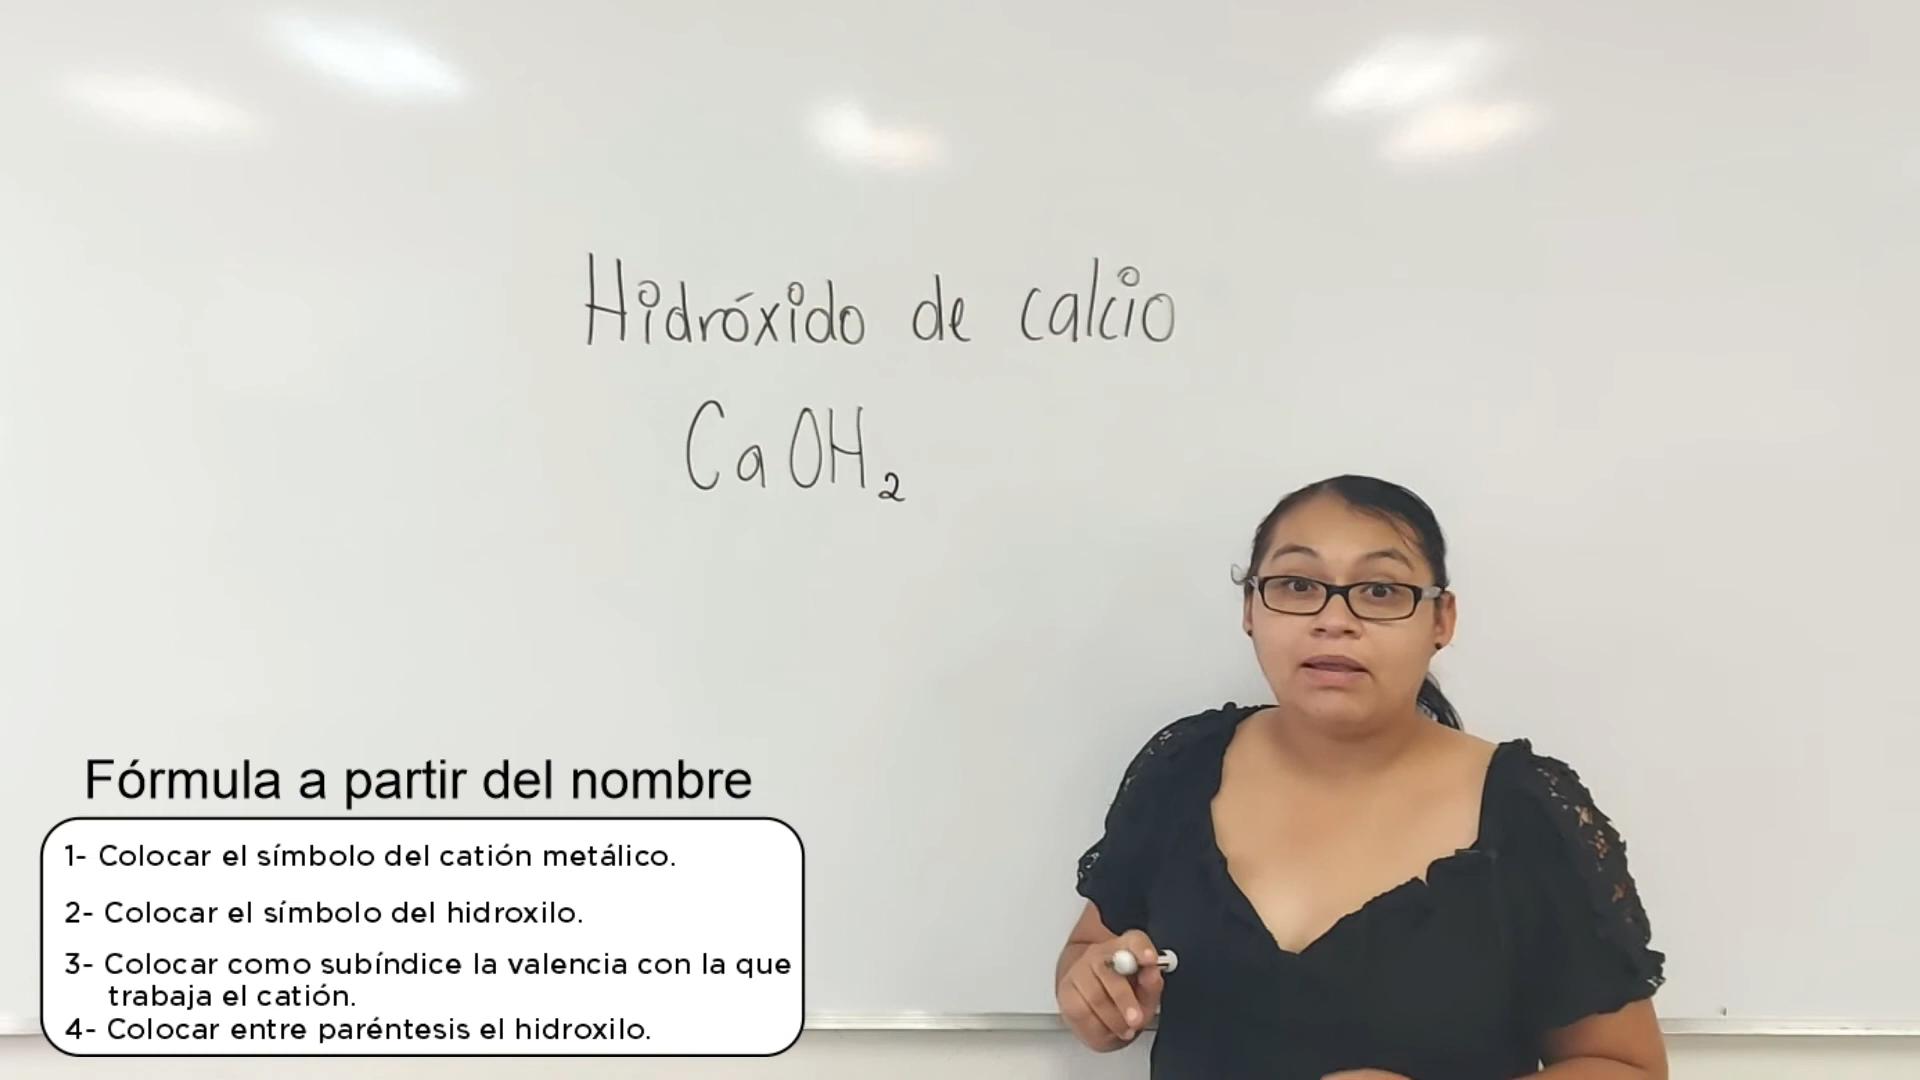 Hidróxido de calcio
CaOH₂
Fórmula a partir del nombre
1- Colocar el símbolo del catión metálico.
2- Colocar el símbolo del hidroxilo.
3- Colocar como subíndice la valencia con la que
trabaja el catión.
4- Colocar entre paréntesis el hidroxilo.